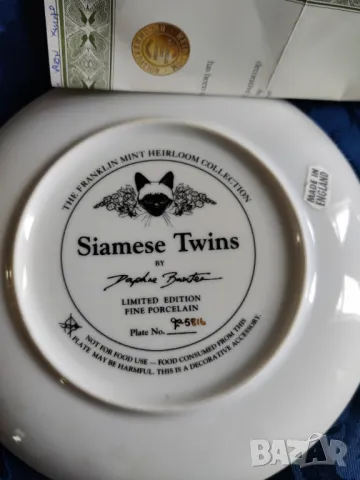 THE FRANKLIN MINT HEIRLOOM COLLECTION
Siamese Twins
BY
Daphne Baxter
LIMITED EDITION
FINE PORCELAIN
Plate No.
NOT FOR FOOD USE — FOOD CONSUMED FROM THIS
PLATE MAY BE HARMFUL. THIS IS A DECORATIVE ACCESSORY.
MADE IN
ENGLAND
bazar